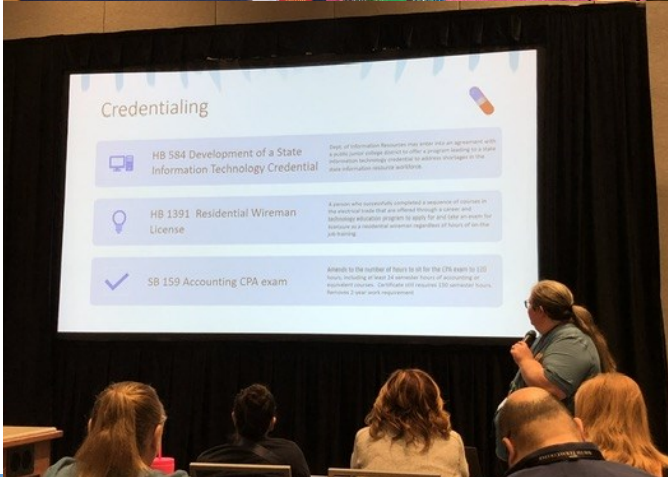 Credentialing
HB 584 Development of a State
Information Technology Credential
Dept. of Information Resources may enter into an agreement with
a public junior college district to offer a program leading to a state
information technology credential to address shortages in the
state information resource workforce.
HB 1391 Residential Wireman
License
A person who successfully completed a sequence of courses in
the electrical trade that are offered through a career and
technology education program to apply for and take an exam for
licensure as a residential wireman regardless of hours of on-the-
job training.
SB 159 Accounting CPA exam
Amends to the number of hours to sit for the CPA exam to 120
hours, including at least 24 semester hours of accounting or
equivalent courses. Certificate still requires 150 semester hours.
Removes 2-year work requirement